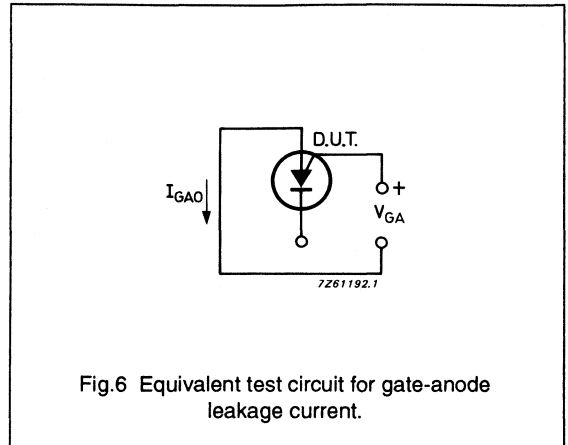 D.U.T.
I_GAO
+
V_GA
7Z61192.1
Fig.6 Equivalent test circuit for gate-anode
leakage current.